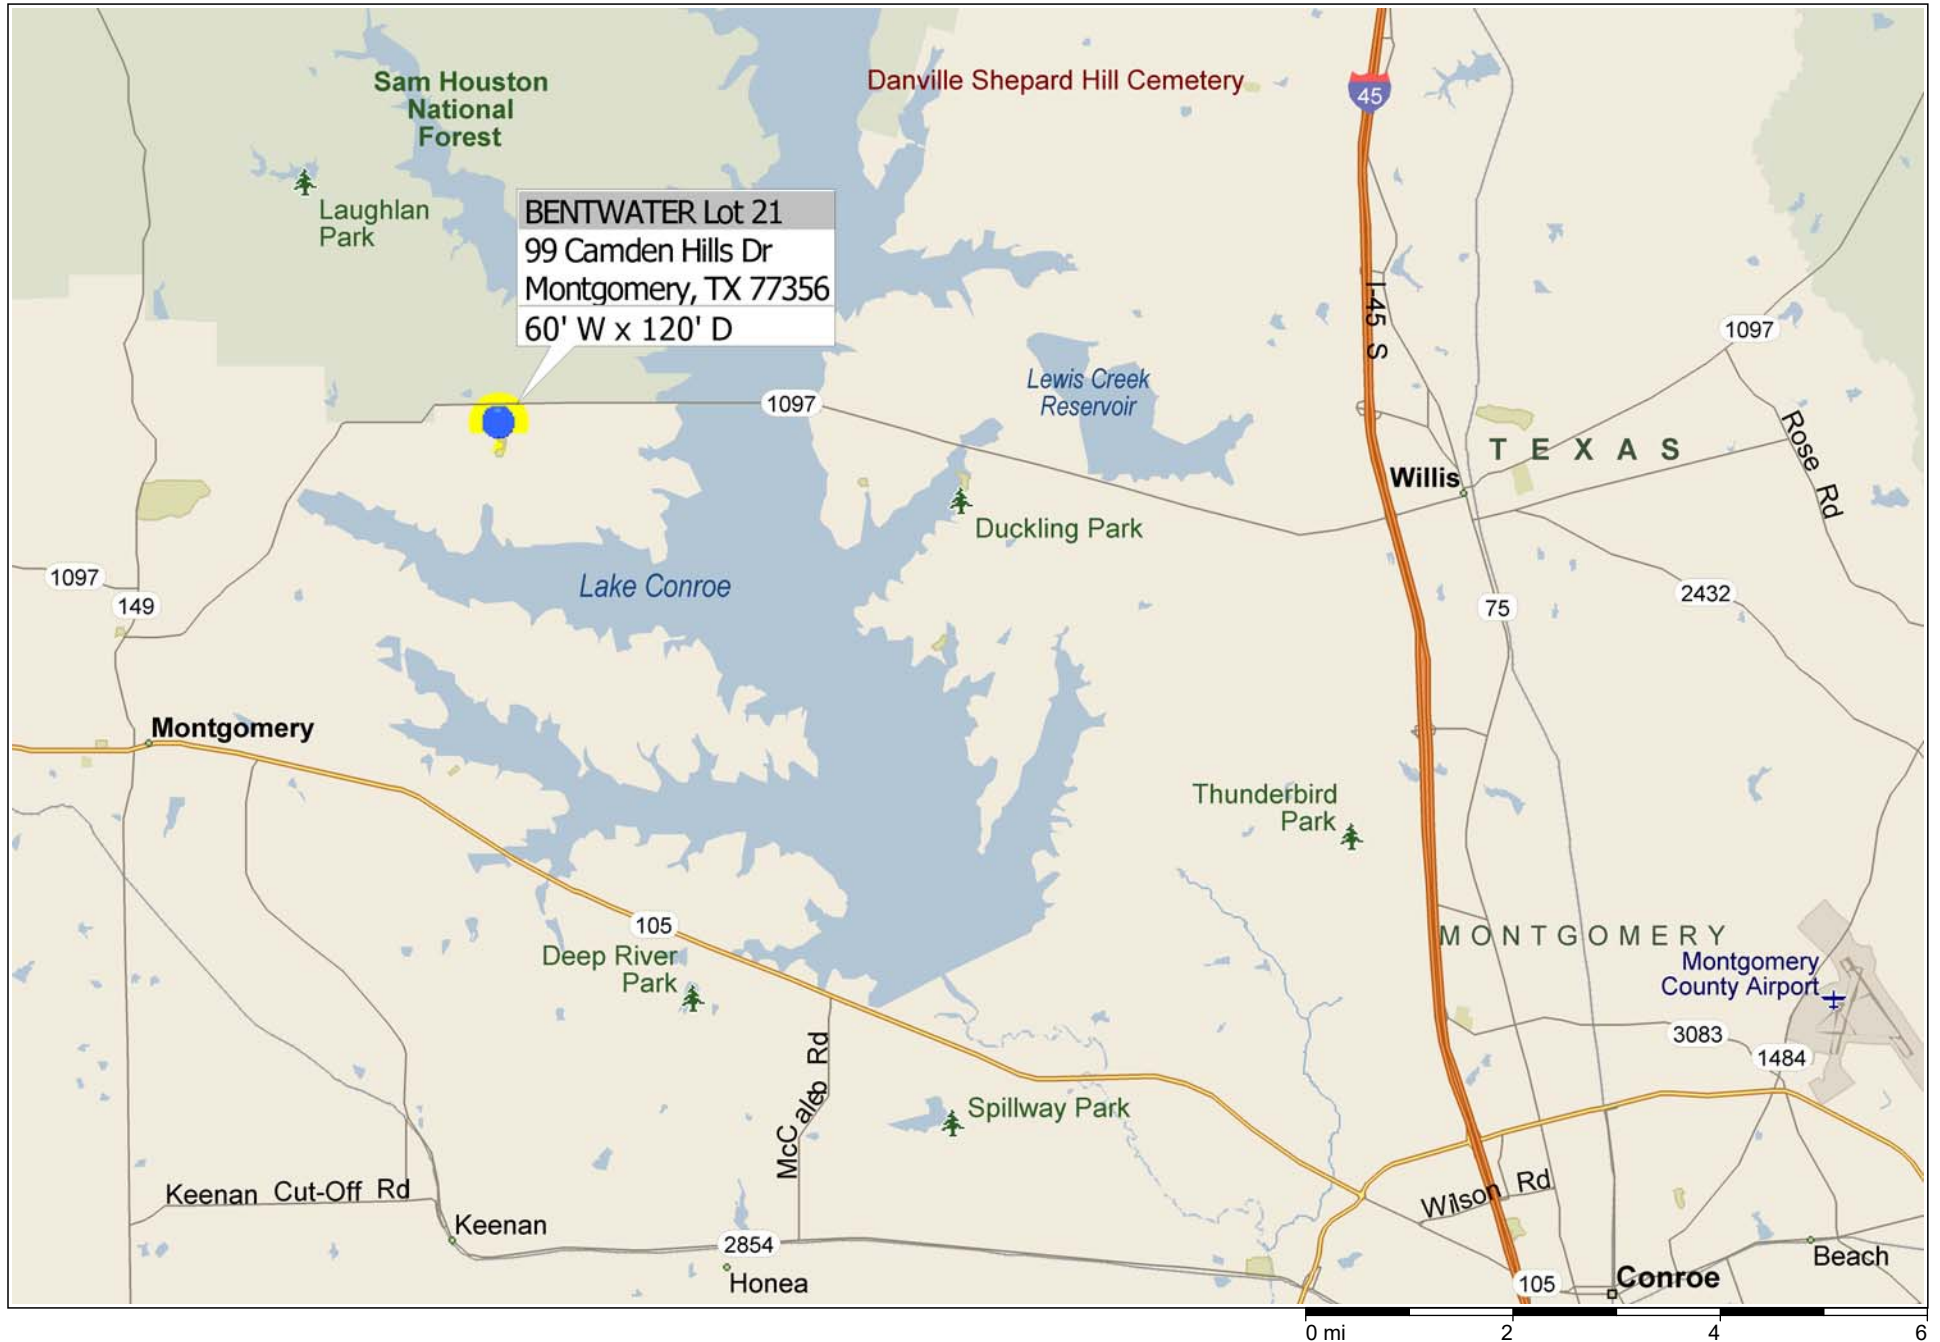 Sam Houston
National
Forest
Danville Shepard Hill Cemetery
45
Laughlan
Park
BENTWATER Lot 21
99 Camden Hills Dr
Montgomery, TX 77356
60' W x 120' D
I-45 S
1097
Lewis Creek
Reservoir
1097
TEXAS
Rose Rd
Willis
Duckling Park
1097
149
Lake Conroe
75
2432
Montgomery
Thunderbird
Park
105
MONTGOMERY
Deep River
Park
Montgomery
County Airport
3083
1484
McCaleb Rd
Spillway Park
Keenan Cut-Off Rd
Wilson Rd
Keenan
2854
Honea
Beach
105
Conroe
0 mi 2 4 6